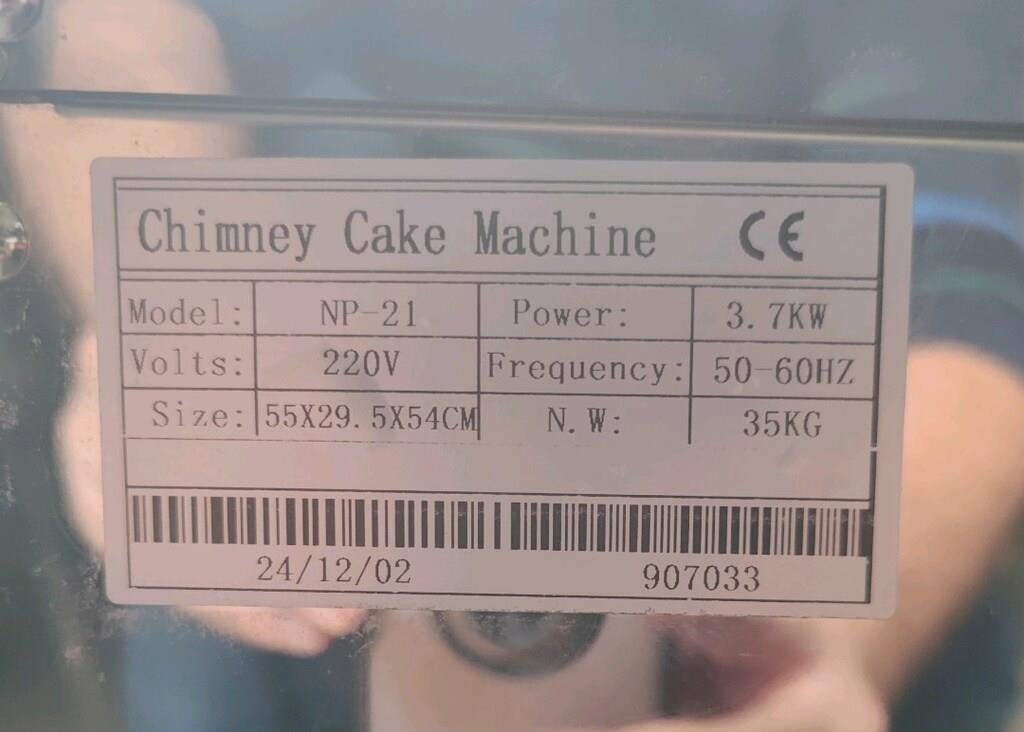 Chimney Cake Machine CE
Model: NP-21 Power: 3.7KW
Volts: 220V Frequency: 50-60HZ
Size: 55X29.5X54CM N.W: 35KG
24/12/02 907033